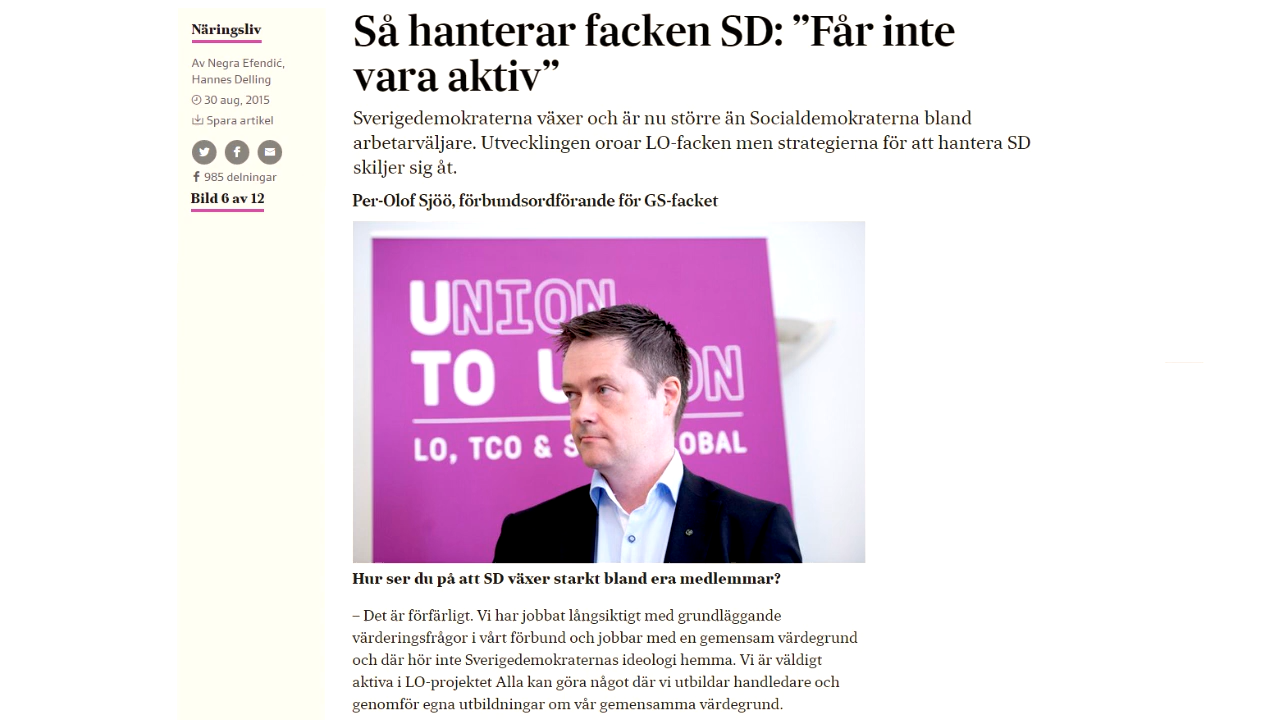 Näringsliv
Av Negra Efendić,
Hannes Delling
30 aug, 2015
Spara artikel
985 delningar
Bild 6 av 12
Så hanterar facken SD: ”Får inte
vara aktiv”
Sverigedemokraterna växer och är nu större än Socialdemokraterna bland
arbetarväljare. Utvecklingen oroar LO-facken men strategierna för att hantera SD
skiljer sig åt.
Per-Olof Sjöö, förbundsordförande för GS-facket
UNION
TO U ON
LO, TCO & S OBAL
Hur ser du på att SD växer starkt bland era medlemmar?
– Det är förfärligt. Vi har jobbat långsiktigt med grundläggande
värderingsfrågor i vårt förbund och jobbar med en gemensam värdegrund
och där hör inte Sverigedemokraternas ideologi hemma. Vi är väldigt
aktiva i LO-projektet Alla kan göra något där vi utbildar handledare och
genomför egna utbildningar om vår gemensamma värdegrund.